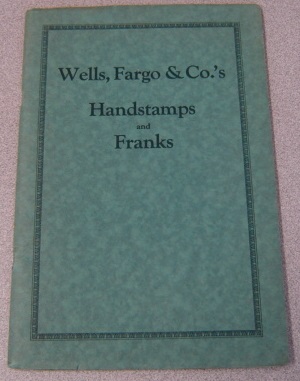 Wells, Fargo & Co.'s
Handstamps
and
Franks